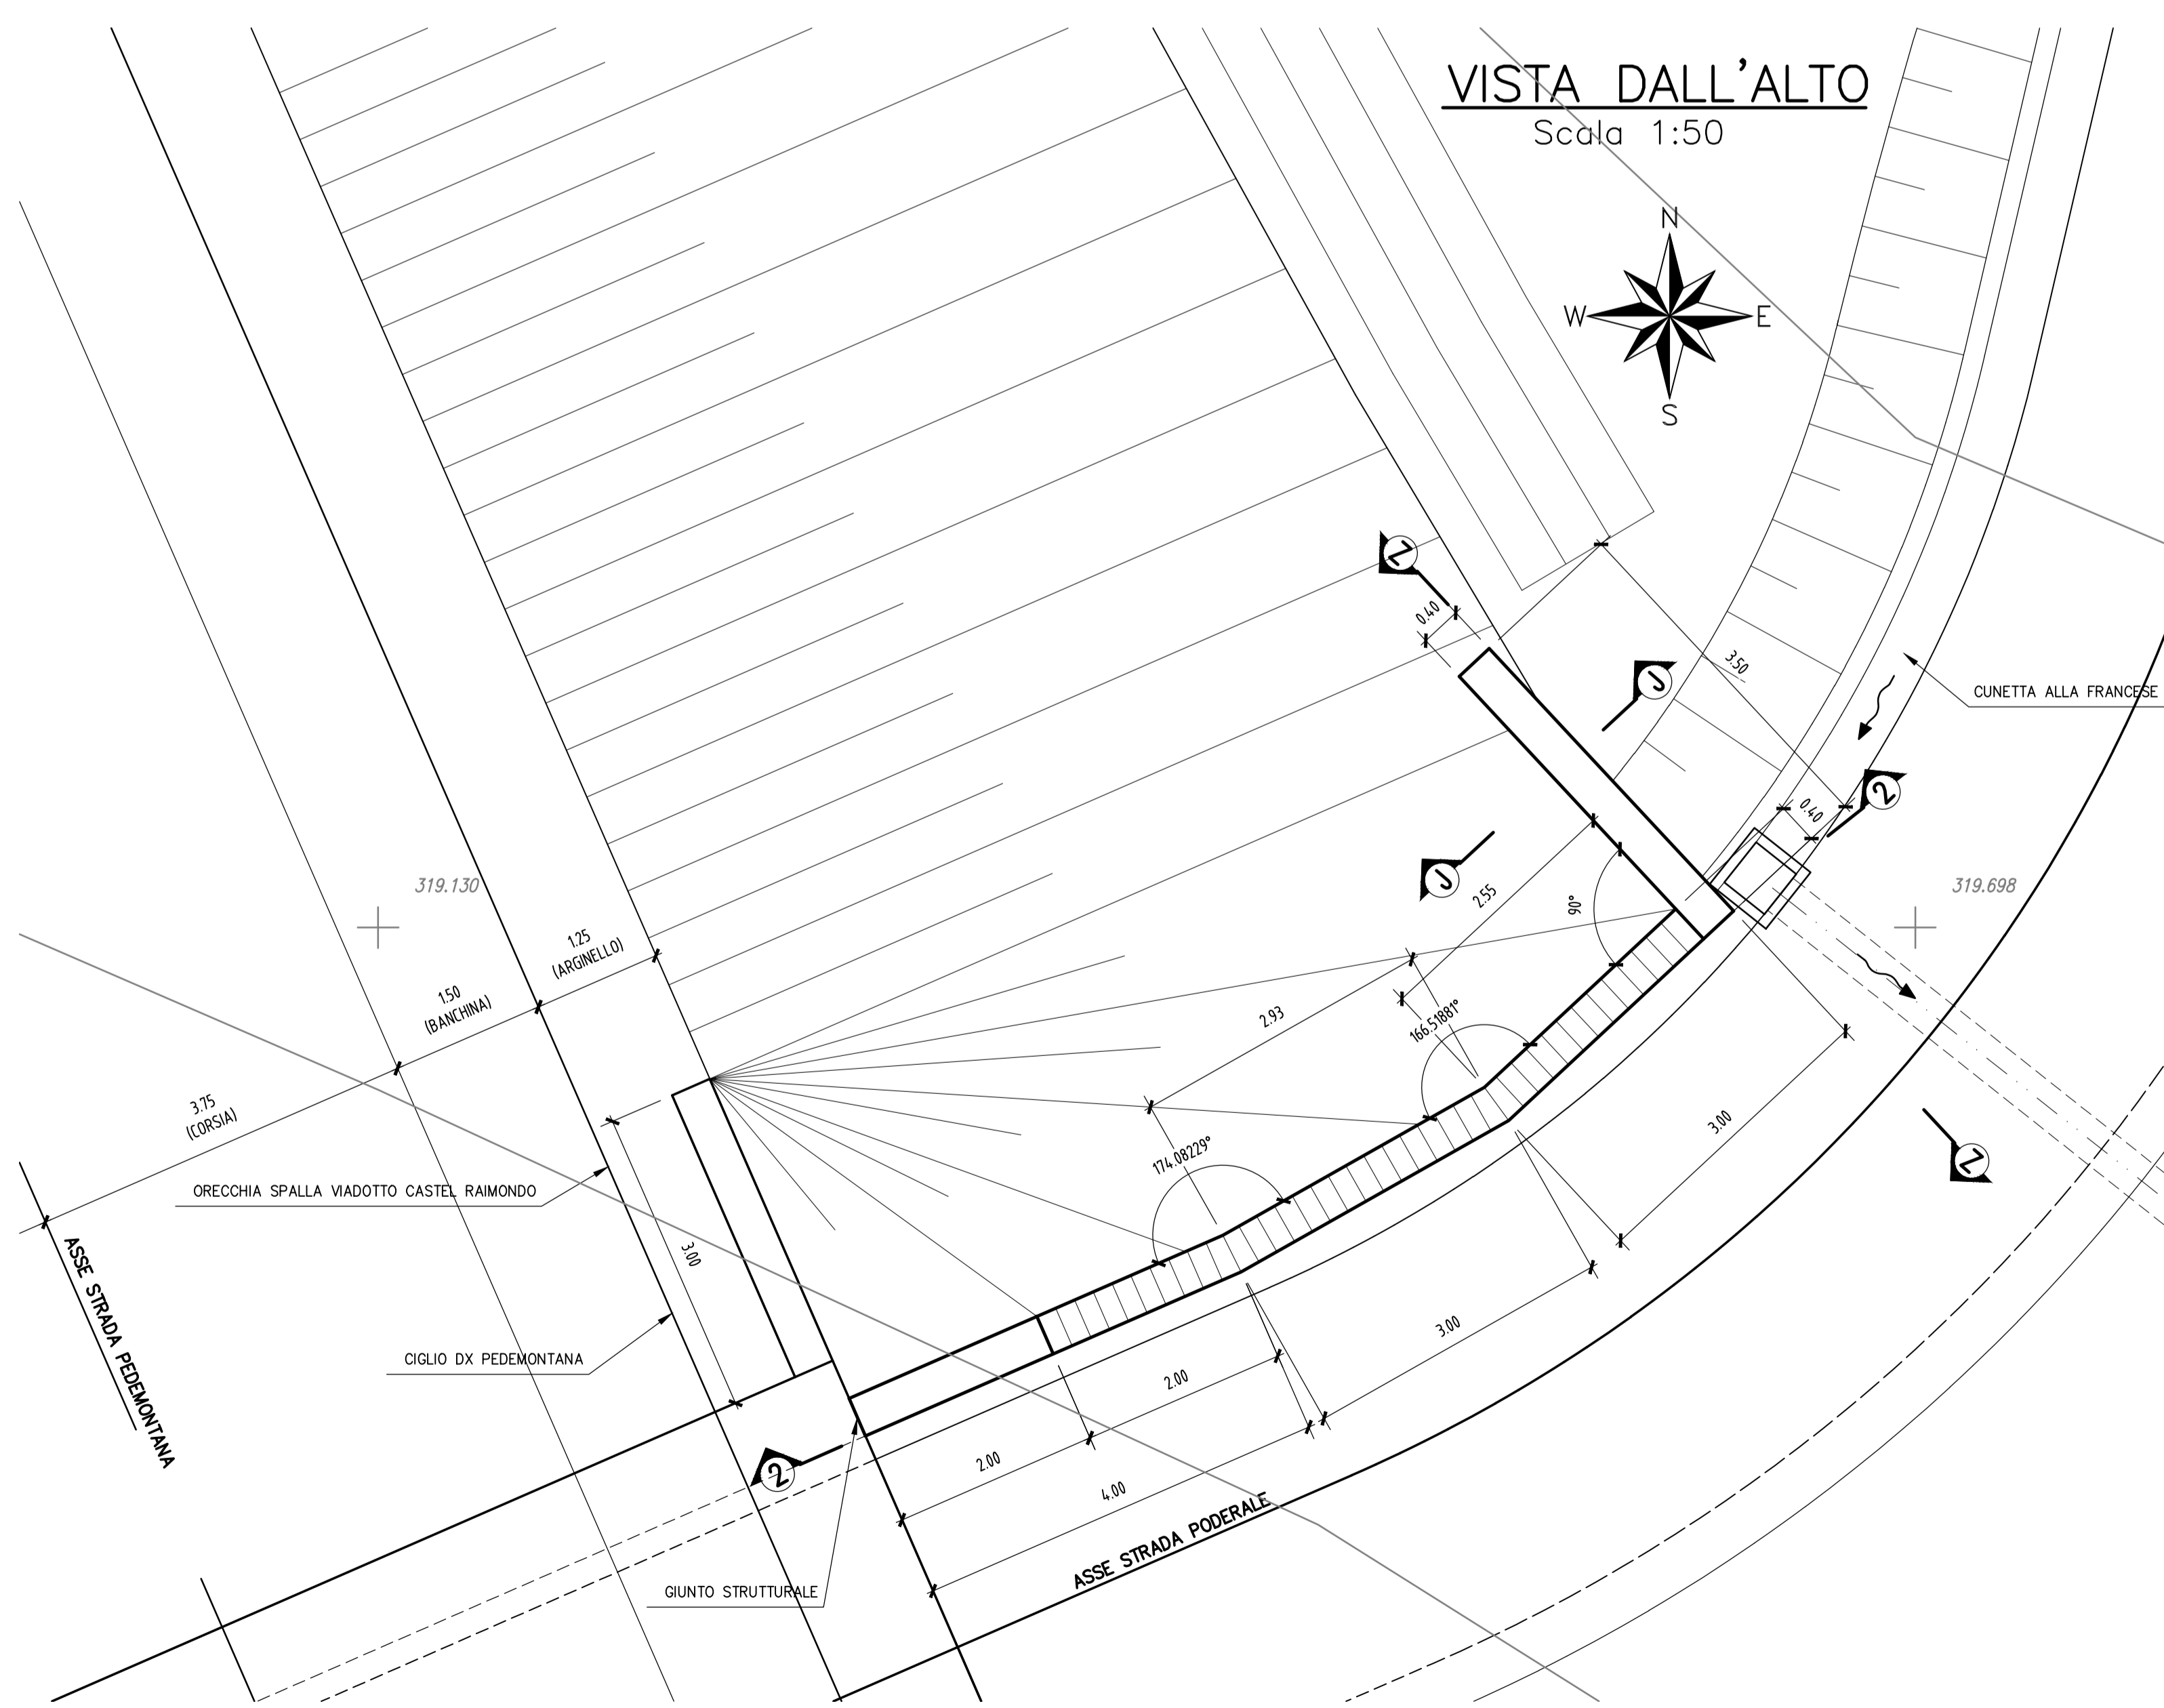 VISTA DALL'ALTO
Scala 1:50
N
W
E
S
Z
0.40
J
3.50
CUNETTA ALLA FRANCESE
2
0.40
J
2.55
90°
319.130
319.698
1.25
(ARGINELLO)
1.50
(BANCHINA)
2.93
166.51881°
3.75
(CORSIA)
174.08229°
3.00
Z
ORECCHIA SPALLA VIADOTTO CASTEL RAIMONDO
3.00
ASSE STRADA PEDEMONTANA
CIGLIO DX PEDEMONTANA
3.00
2.00
2
2.00
4.00
ASSE STRADA PODERALE
GIUNTO STRUTTURALE